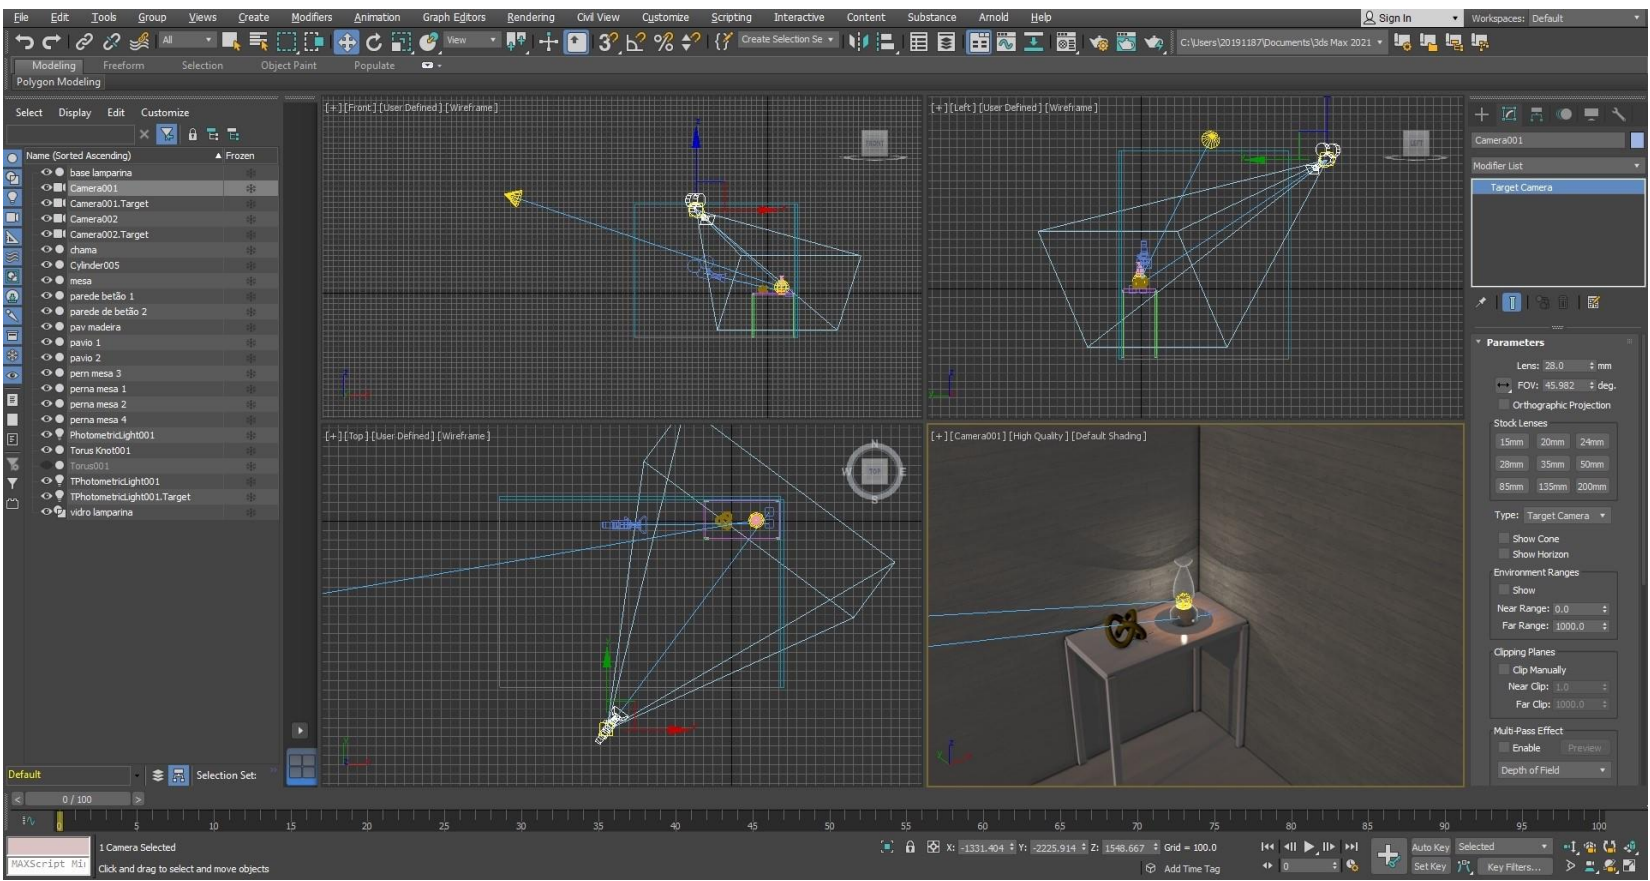 File Edit Tools Group Views Create Modifiers Animation Graph Editors Rendering Civil View Customize Scripting Interactive Content Substance Arnold Help Sign In Workspaces: Default
All View Create Selection Se C:\Users\20191187\Documents\3ds Max 2021
Modeling Freeform Selection Object Paint Populate
Polygon Modeling
Select Display Edit Customize
Name (Sorted Ascending) Frozen
base lamparina
Camera001
Camera001.Target
Camera002
Camera002.Target
chama
Cylinder005
mesa
parede betão 1
parede de betão 2
pav madeira
pavio 1
pavio 2
pern mesa 3
perna mesa 1
perna mesa 2
perna mesa 4
PhotometricLight001
Torus Knot001
Torus001
TPhotometricLight001
TPhotometricLight001.Target
vidro lamparina
Default Selection Set:
[+] [Front] [User Defined] [Wireframe]
FRONT
[+] [Left] [User Defined] [Wireframe]
LEFT
[+] [Top] [User Defined] [Wireframe]
N
W TOP E
S
[+] [Camera001] [High Quality] [Default Shading]
Camera001
Modifier List
Target Camera
Parameters
Lens: 28.0 mm
FOV: 45.982 deg.
Orthographic Projection
Stock Lenses
15mm 20mm 24mm
28mm 35mm 50mm
85mm 135mm 200mm
Type: Target Camera
Show Cone
Show Horizon
Environment Ranges
Show
Near Range: 0.0
Far Range: 1000.0
Clipping Planes
Clip Manually
Near Clip: 1.0
Far Clip: 1000.0
Multi-Pass Effect
Enable Preview
Depth of Field
0 / 100
0 5 10 15 20 25 30 35 40 45 50 55 60 65 70 75 80 85 90 95 100
1 Camera Selected X: -1331.404 Y: -2225.914 Z: 1548.667 Grid = 100.0 Auto Key Selected
MAXScript Mi Click and drag to select and move objects Add Time Tag 0 Set Key Key Filters...